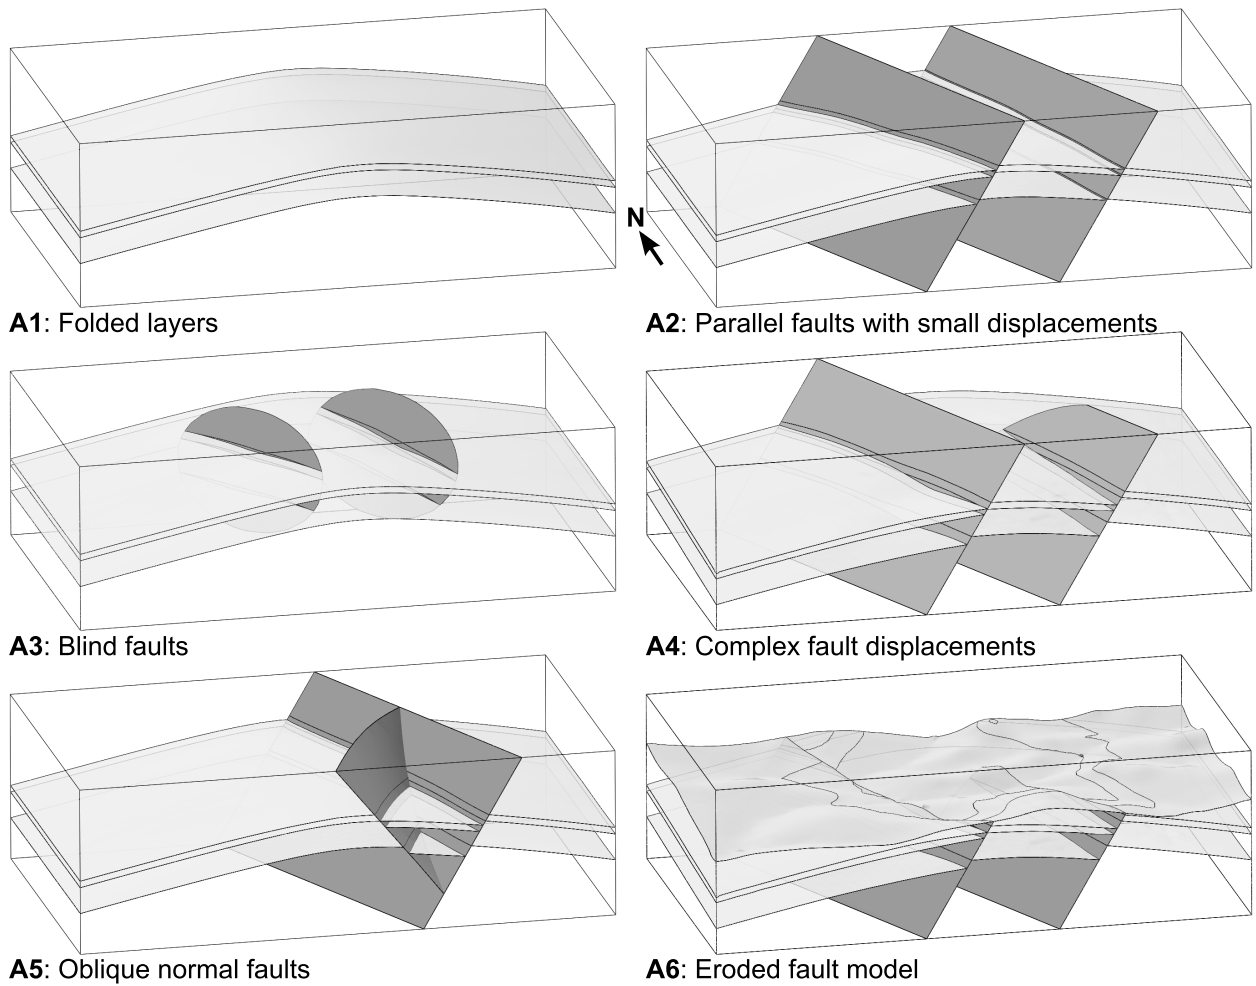 N
A1: Folded layers
A2: Parallel faults with small displacements
A3: Blind faults
A4: Complex fault displacements
A5: Oblique normal faults
A6: Eroded fault model